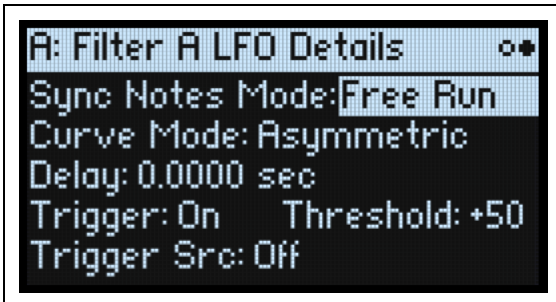 A: Filter A LFO Details
Sync Notes Mode: Free Run
Curve Mode: Asymmetric
Delay: 0.0000 sec
Trigger: On Threshold: +50
Trigger Src: Off